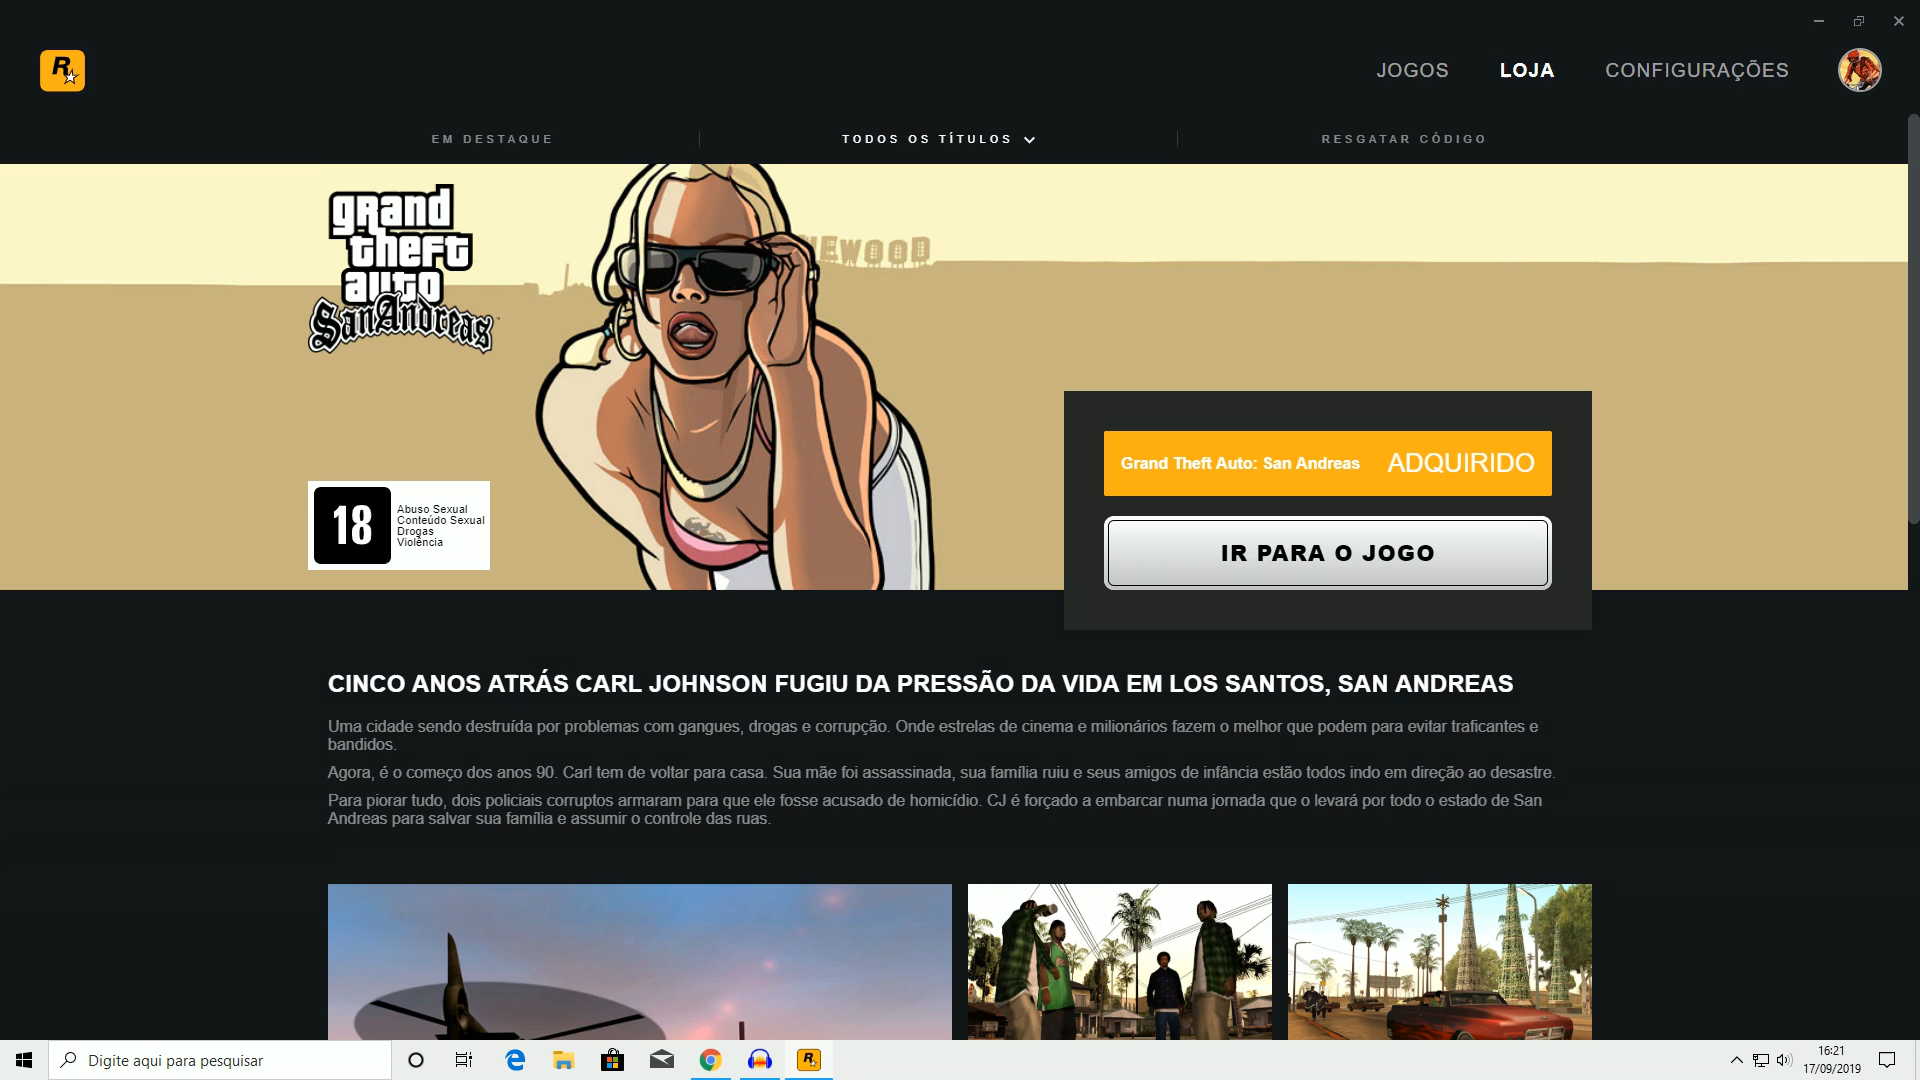 R
JOGOS
LOJA
CONFIGURAÇÕES
EM DESTAQUE
TODOS OS TÍTULOS
RESGATAR CÓDIGO
grand
theft
auto
San Andreas
EWOOD
18
Abuso Sexual
Conteúdo Sexual
Drogas
Violência
Grand Theft Auto: San Andreas ADQUIRIDO
IR PARA O JOGO
CINCO ANOS ATRÁS CARL JOHNSON FUGIU DA PRESSÃO DA VIDA EM LOS SANTOS, SAN ANDREAS
Uma cidade sendo destruída por problemas com gangues, drogas e corrupção. Onde estrelas de cinema e milionários fazem o melhor que podem para evitar traficantes e
bandidos.
Agora, é o começo dos anos 90. Carl tem de voltar para casa. Sua mãe foi assassinada, sua família ruiu e seus amigos de infância estão todos indo em direção ao desastre.
Para piorar tudo, dois policiais corruptos armaram para que ele fosse acusado de homicídio. CJ é forçado a embarcar numa jornada que o levará por todo o estado de San
Andreas para salvar sua família e assumir o controle das ruas.
Digite aqui para pesquisar
R
16:21
17/09/2019